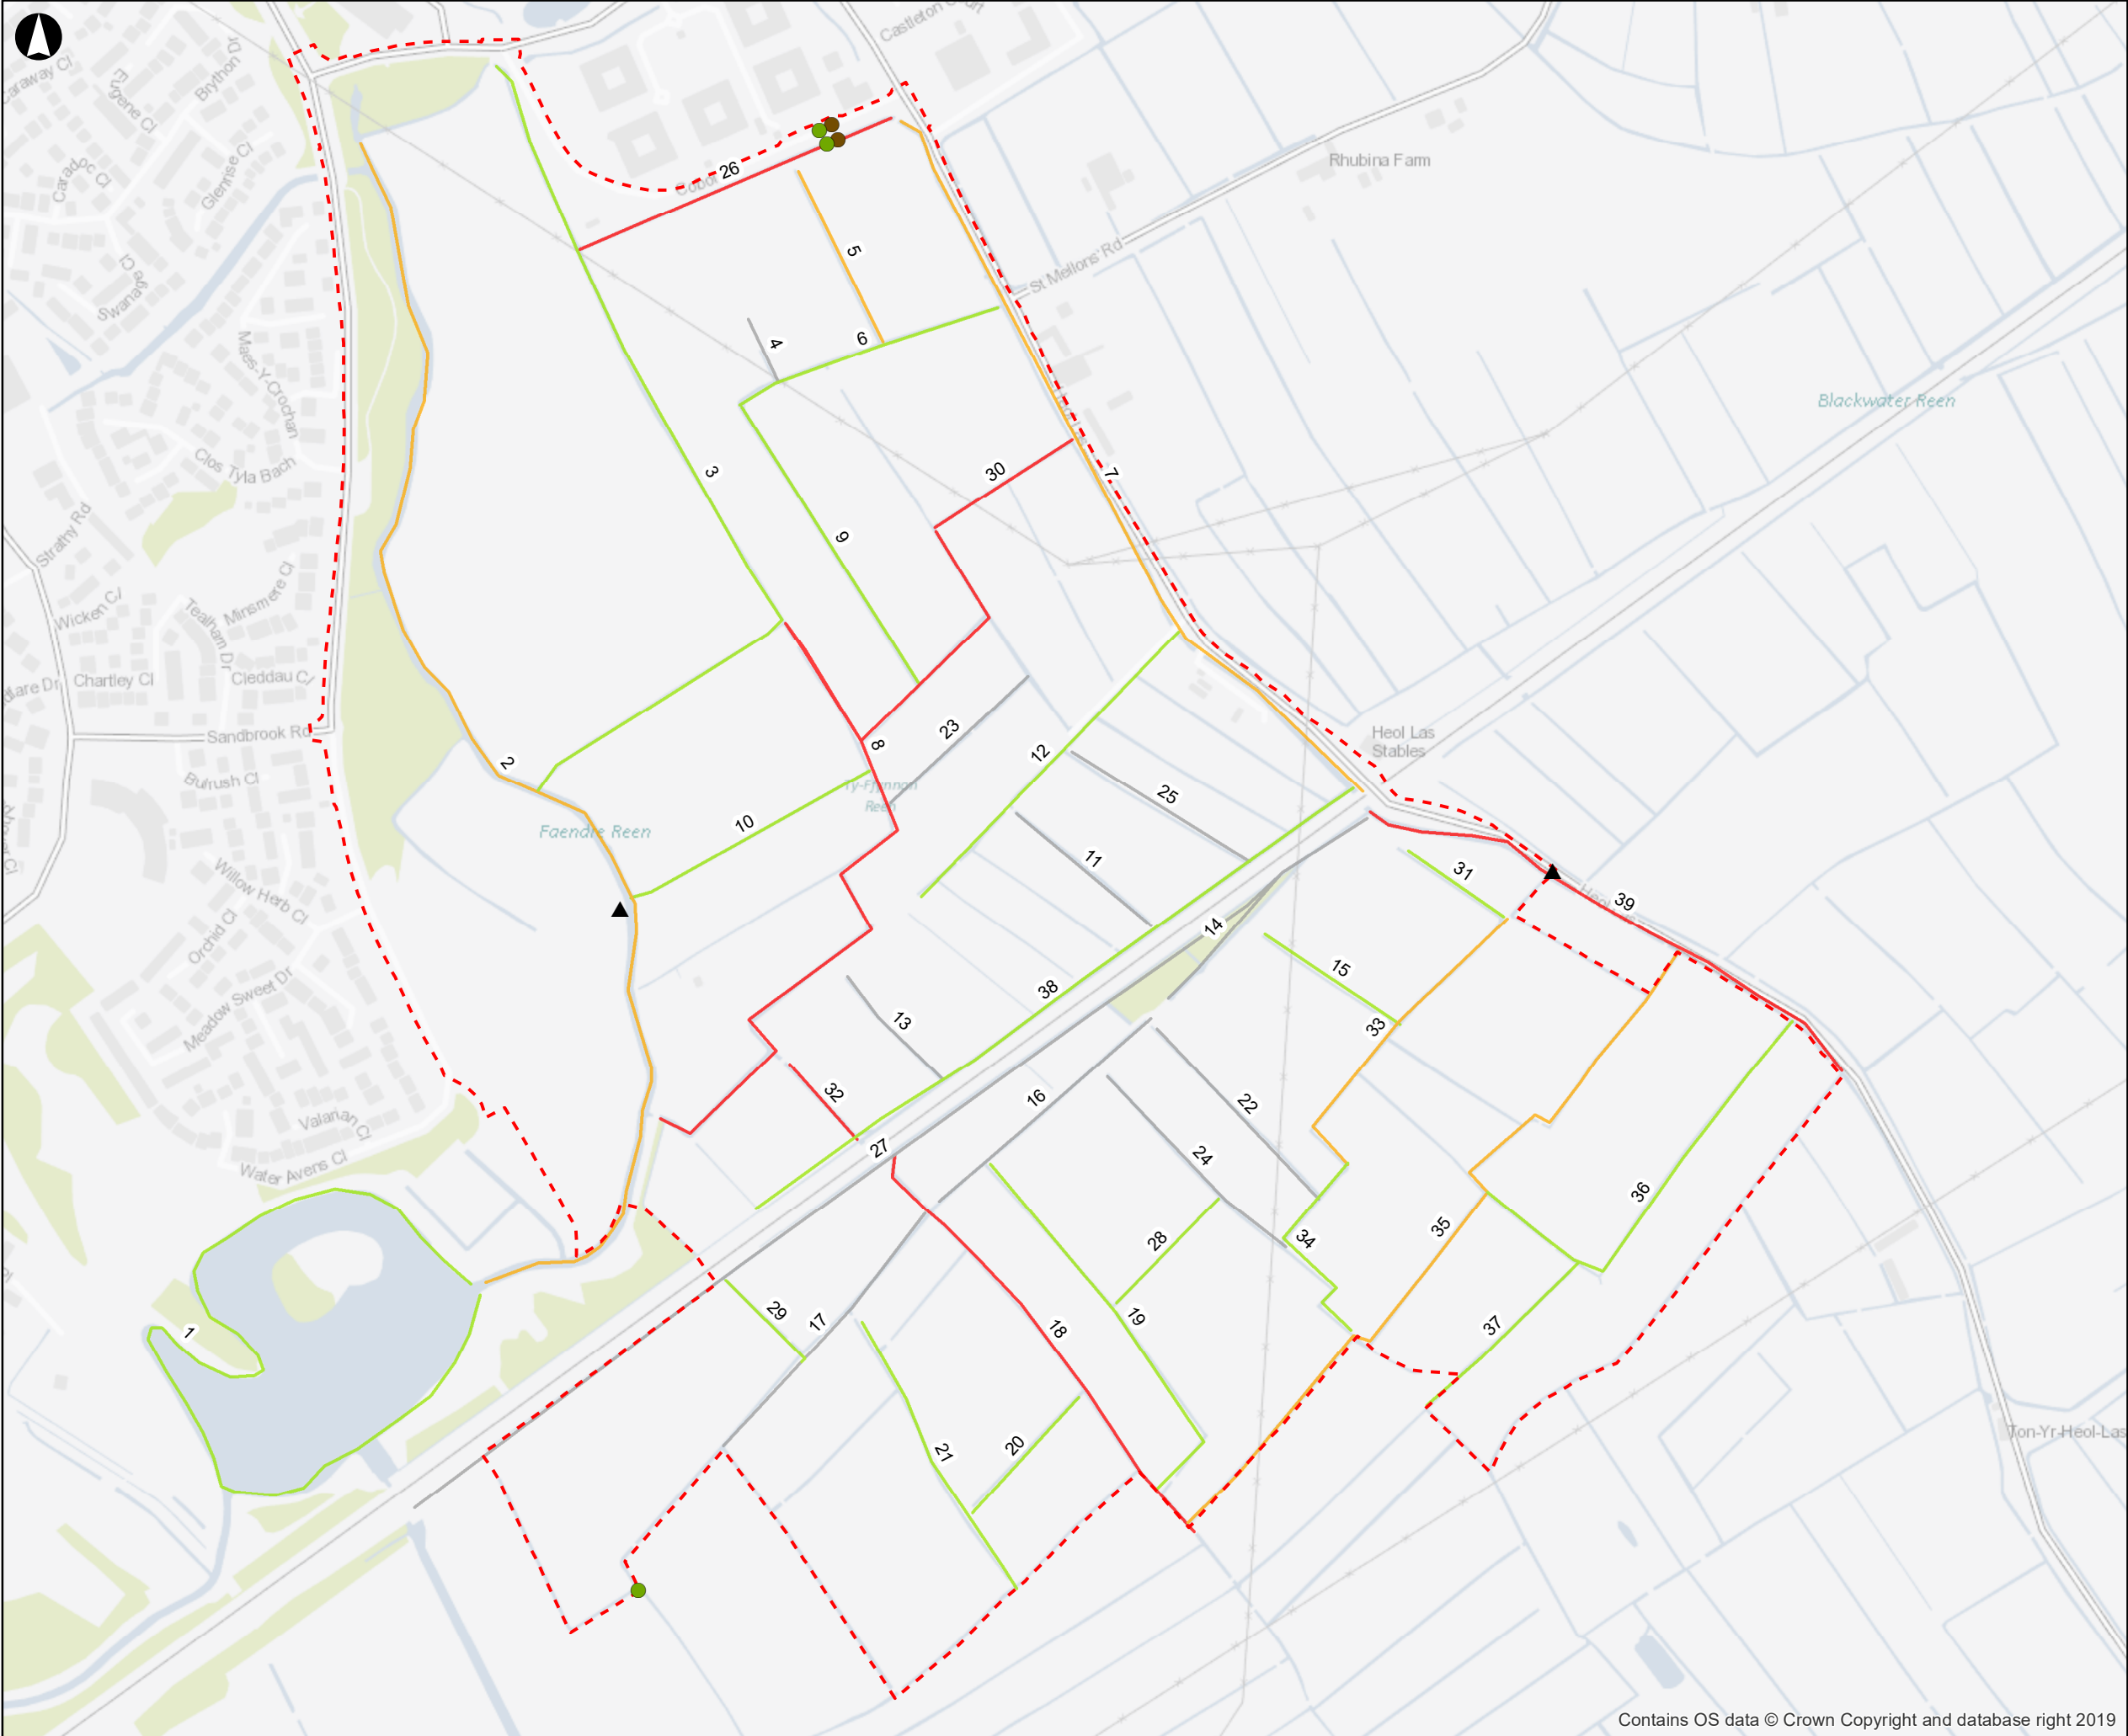 Castleton Court
Caraway Cl
Eugene Cl
Brython Dr
Caradoc Cl
Glenrise Cl
Swanage Cl
26
Rhubina Farm
5
St Mellons Rd
4
6
Maes-Y-Crochan
Blackwater Reen
Clos Tyla Bach
3
30
7
Strathy Rd
9
Wicken Cl
Tealham Dr
Minsmere Cl
Chartley Cl
Cleddau Cl
Sandbrook Rd
2
8
23
12
Heol Las
Stables
Bulrush Cl
Ty-Ffynnon
Reen
25
Faendre Reen
10
11
31
Willow Herb Cl
39
14
Orchid Cl
15
38
Meadow Sweet Dr
13
33
32
16
22
Valarian Cl
27
24
Water Avens Cl
36
34
35
28
29
17
18
19
37
1
21
20
Ton-Yr-Heol-Las
Contains OS data © Crown Copyright and database right 2019